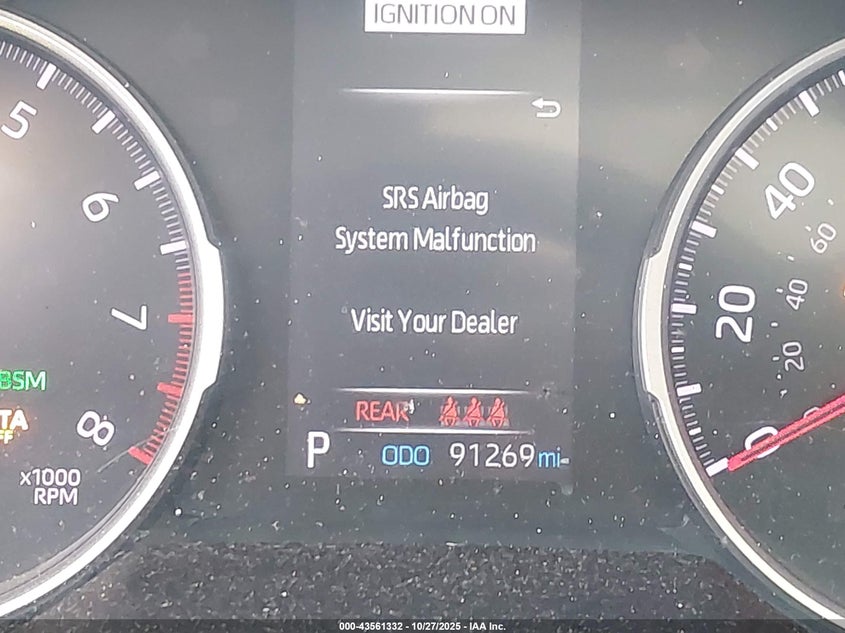 IGNITION ON
5
6
7
8
x1000
RPM
BSM
SRS Airbag
System Malfunction
Visit Your Dealer
REAR
P ODO 91269 mi
40
60
20
40
20
0
000-43561332 - 10/27/2025 - IAA Inc.